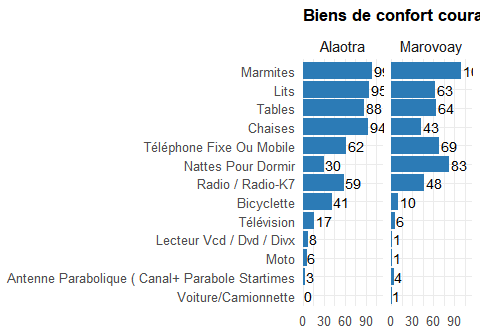 Biens de confort coura
Alaotra Marovoay
Marmites 99 10
Lits 95 63
Tables 88 64
Chaises 94 43
Téléphone Fixe Ou Mobile 62 69
Nattes Pour Dormir 30 83
Radio / Radio-K7 59 48
Bicyclette 41 10
Télévision 17 6
Lecteur Vcd / Dvd / Divx 8 1
Moto 6 1
Antenne Parabolique ( Canal+ Parabole Startimes 3 4
Voiture/Camionnette 0 1
0 30 60 90 0 30 60 90